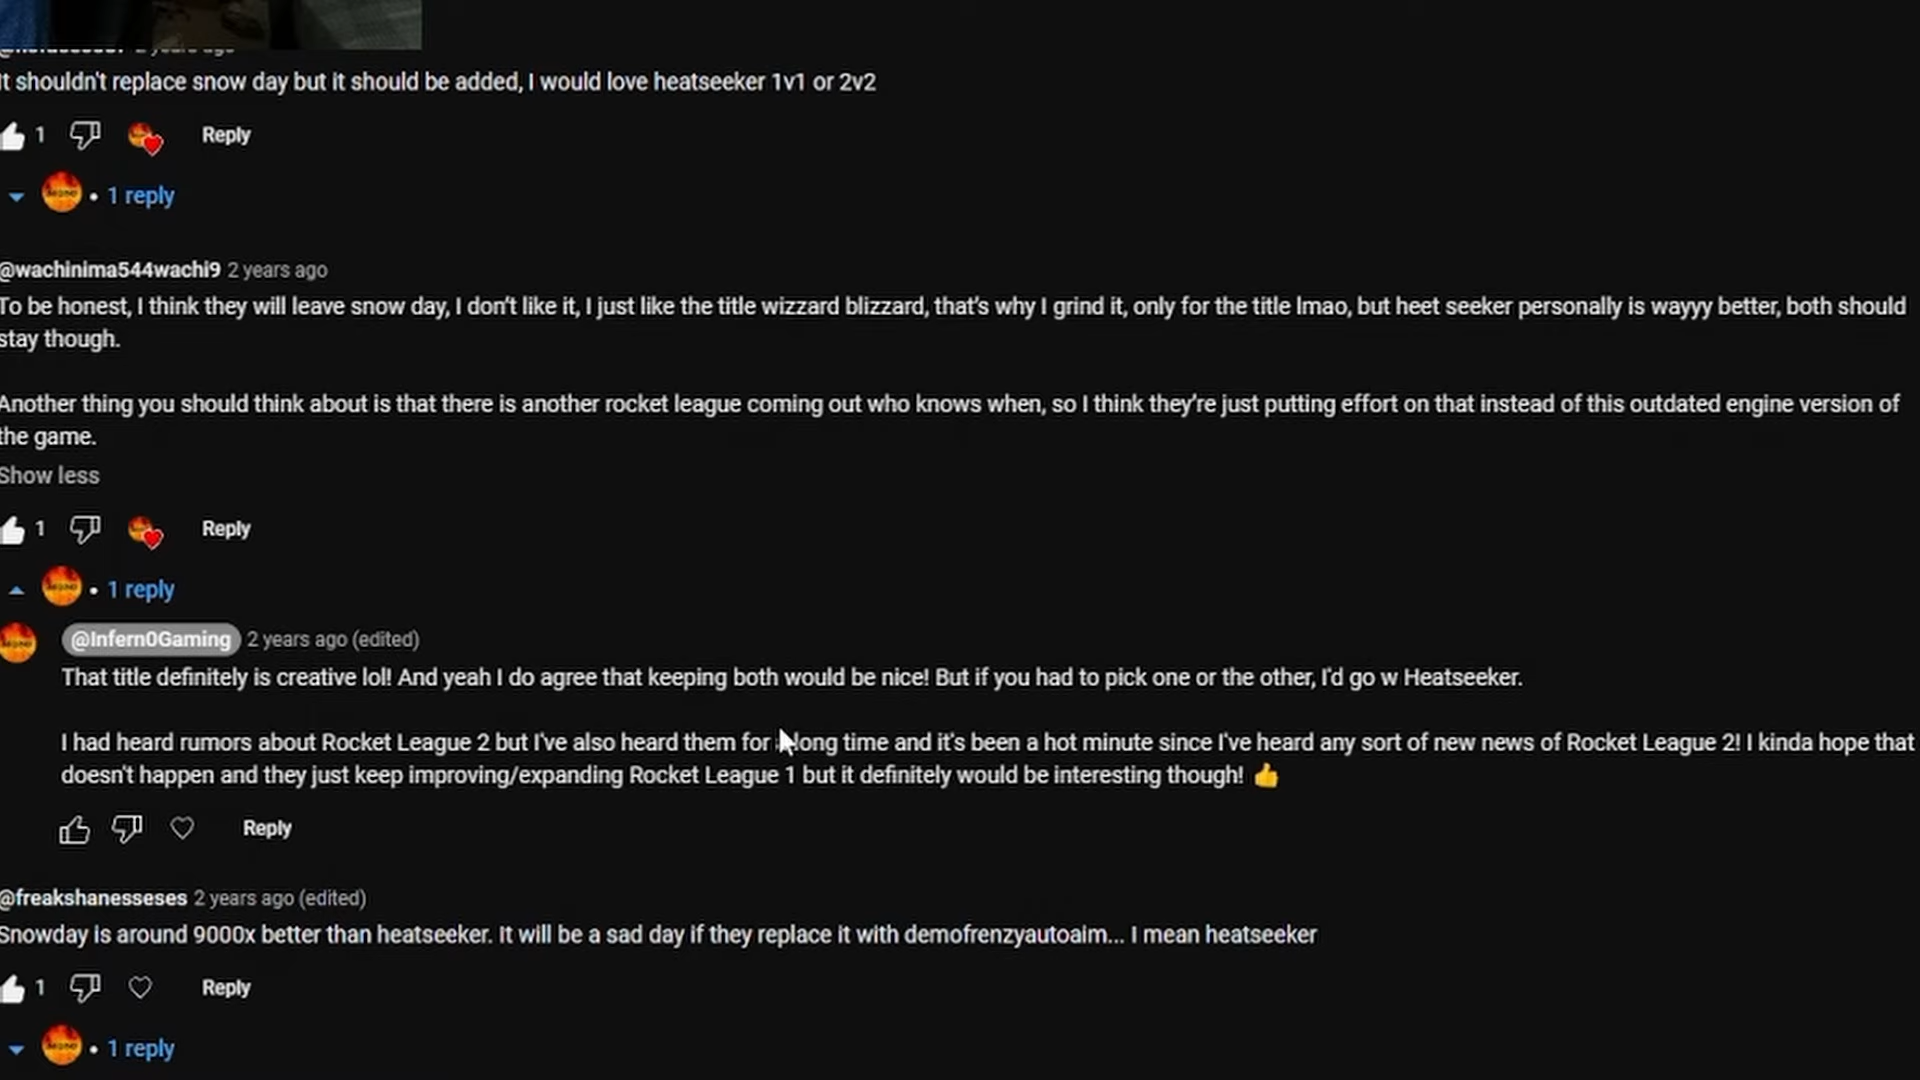 It shouldn't replace snow day but it should be added, I would love heatseeker 1v1 or 2v2
1 Reply
1 reply
@wachinima544wachi9 2 years ago
To be honest, I think they will leave snow day, I don't like it, I just like the title wizzard blizzard, that's why I grind it, only for the title lmao, but heet seeker personally is wayyy better, both should
stay though.
Another thing you should think about is that there is another rocket league coming out who knows when, so I think they're just putting effort on that instead of this outdated engine version of
the game.
Show less
1 Reply
• 1 reply
@Infern0Gaming 2 years ago (edited)
That title definitely is creative lol! And yeah I do agree that keeping both would be nice! But if you had to pick one or the other, I'd go w Heatseeker.
I had heard rumors about Rocket League 2 but I've also heard them for long time and it's been a hot minute since I've heard any sort of new news of Rocket League 2! I kinda hope that
doesn't happen and they just keep improving/expanding Rocket League 1 but it definitely would be interesting though! 👍
Reply
@freakshanesseses 2 years ago (edited)
Snowday is around 9000x better than heatseeker. It will be a sad day if they replace it with demofrenzyautoaim... I mean heatseeker
1 Reply
• 1 reply